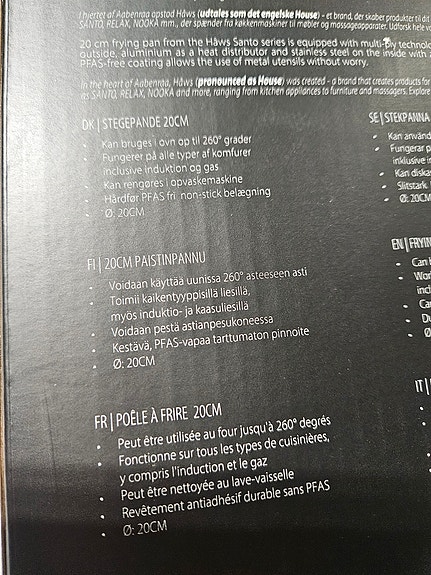 I hjertet af Aabenraa opstod Hâws (udtales som det engelske House) - et brand, der skaber produkter til dit
SANTO, RELAX, NOOKA mm., der spænder fra køkkenmaskiner til møbler og massageapparater. Udforsk hele
20 cm frying pan from the Hâws Santo series is equipped with multi-ply technolo
outside, aluminium as a heat distributor and stainless steel on the inside with
PFAS-free coating allows the use of metal utensils without worry.
In the heart of Aabenraa, Hâws (pronounced as House) was created - a brand that creates products for
as SANTO, RELAX, NOOKA and more, ranging from kitchen appliances to furniture and massagers. Explore
DK | STEGEPANDE 20CM
• Kan bruges i ovn op til 260° grader
• Fungerer på alle typer af komfurer
inclusive induktion og gas
• Kan rengøres i opvaskemaskine
• Hårdfør PFAS fri non-stick belægning
• Ø: 20CM
SE | STEKPANNA
• Kan använd
• Fungerar p
inklusive in
• Kan diska
• Slitstark
• Ø: 20CM
FI | 20CM PAISTINPANNU
• Voidaan käyttää uunissa 260° asteeseen asti
• Toimii kaikentyyppisillä liesillä,
myös induktio- ja kaasuliesillä
• Voidaan pestä astianpesukoneessa
• Kestävä, PFAS-vapaa tarttumaton pinnoite
• Ø: 20CM
EN | FRYIN
• Can
• Wor
incl
• Ca
• Du
• Ø
FR | POÊLE À FRIRE 20CM
• Peut être utilisée au four jusqu'à 260° degrés
• Fonctionne sur tous les types de cuisinières,
y compris l'induction et le gaz
• Peut être nettoyée au lave-vaisselle
• Revêtement antiadhésif durable sans PFAS
• Ø: 20CM
IT |